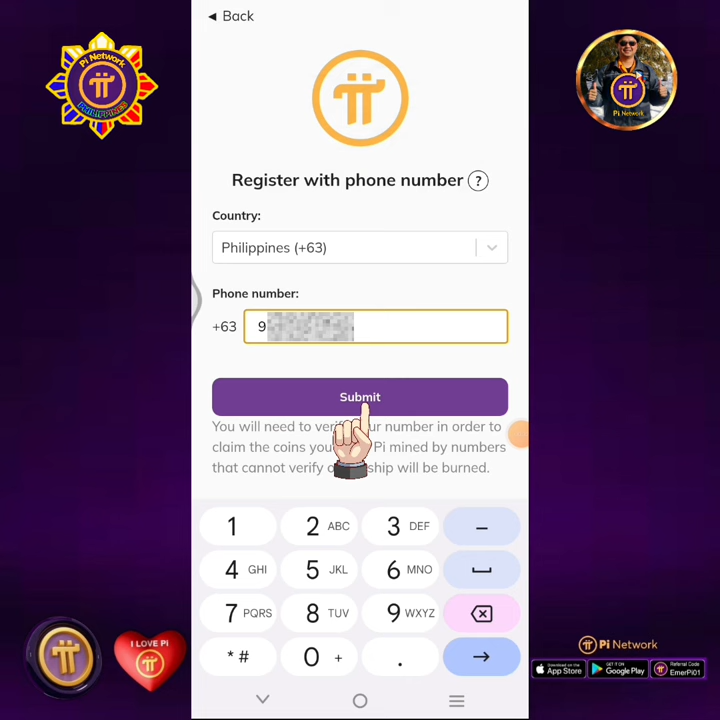 ◄ Back
Pi Network
PHILIPPINES
Pi Network
Register with phone number ?
Country:
Philippines (+63)
Phone number:
+63 9
Submit
You will need to verify your number in order to
claim the coins you Pi mined by numbers
that cannot verify ownership will be burned.
1 2 ABC 3 DEF –
4 GHI 5 JKL 6 MNO
7 PQRS 8 TUV 9 WXYZ
* # 0 + . →
I LOVE Pi
Pi Network
Download on the App Store
GET IT ON Google Play
Referral Code EmerPi01